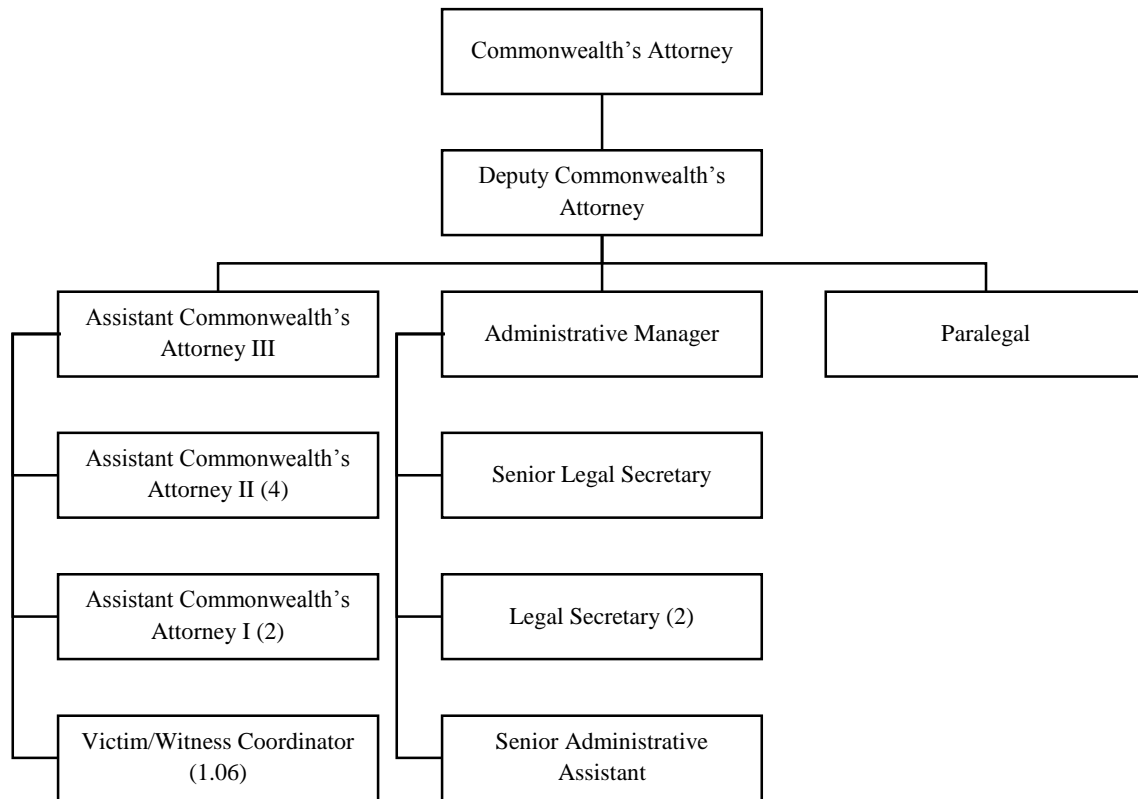 Commonwealth’s Attorney
Deputy Commonwealth’s
Attorney
Assistant Commonwealth’s
Attorney III
Administrative Manager
Paralegal
Assistant Commonwealth’s
Attorney II (4)
Senior Legal Secretary
Assistant Commonwealth’s
Attorney I (2)
Legal Secretary (2)
Victim/Witness Coordinator
(1.06)
Senior Administrative
Assistant